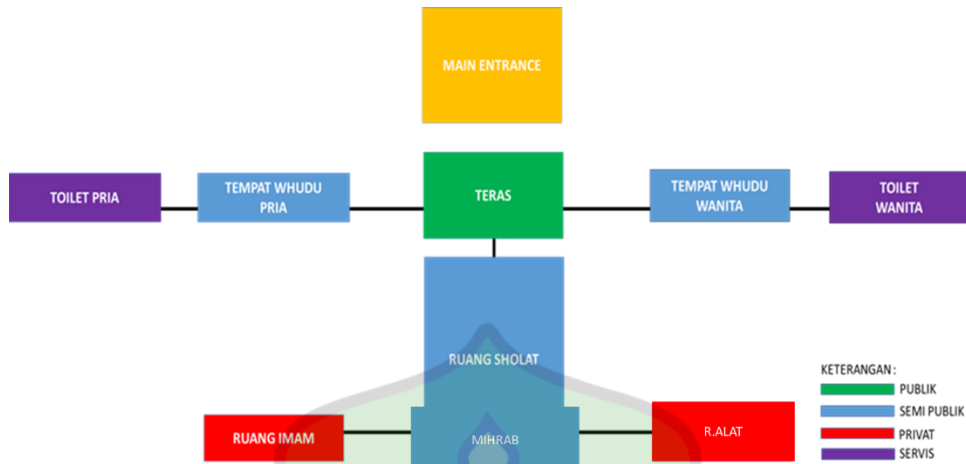 MAIN ENTRANCE
TOILET PRIA
TEMPAT WHUDU
PRIA
TERAS
TEMPAT WHUDU
WANITA
TOILET
WANITA
RUANG SHOLAT
KETERANGAN :
PUBLIK
SEMI PUBLIK
PRIVAT
SERVIS
RUANG IMAM
MIHRAB
R.ALAT